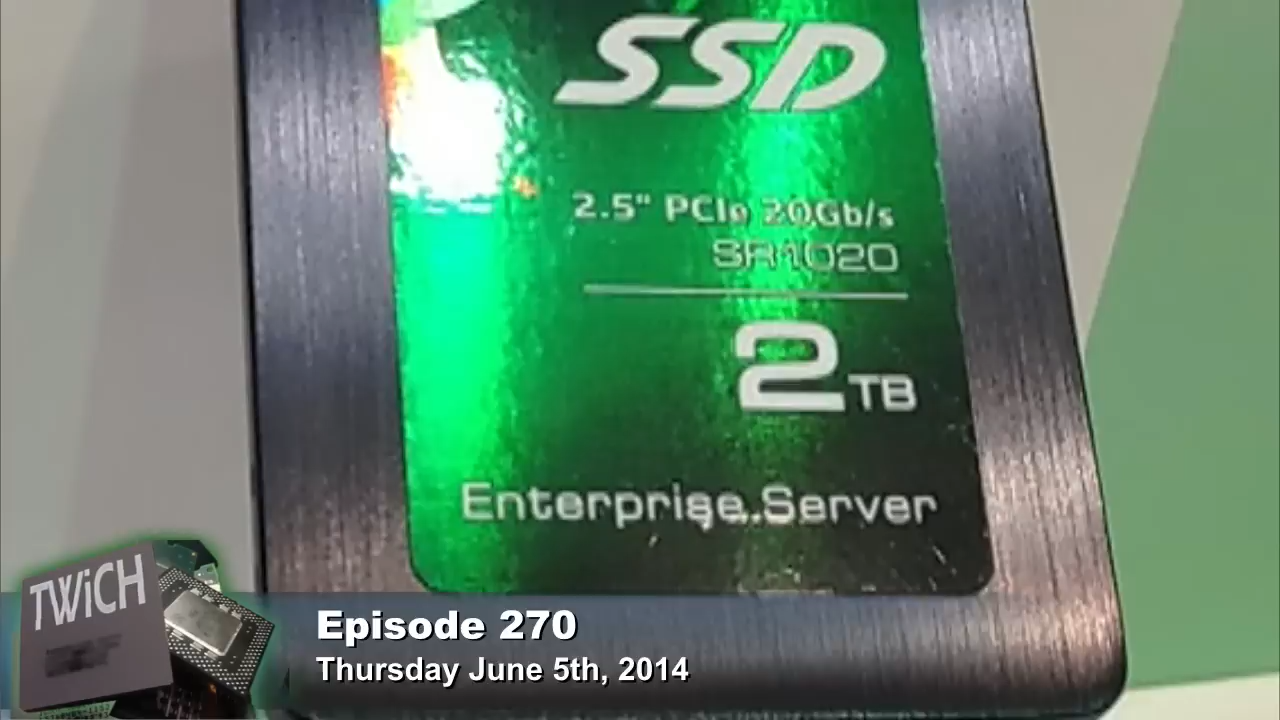 SSD
2.5" PCIe 20Gb/s
SR1020
2TB
Enterprise Server
TWiCH
Episode 270
Thursday June 5th, 2014